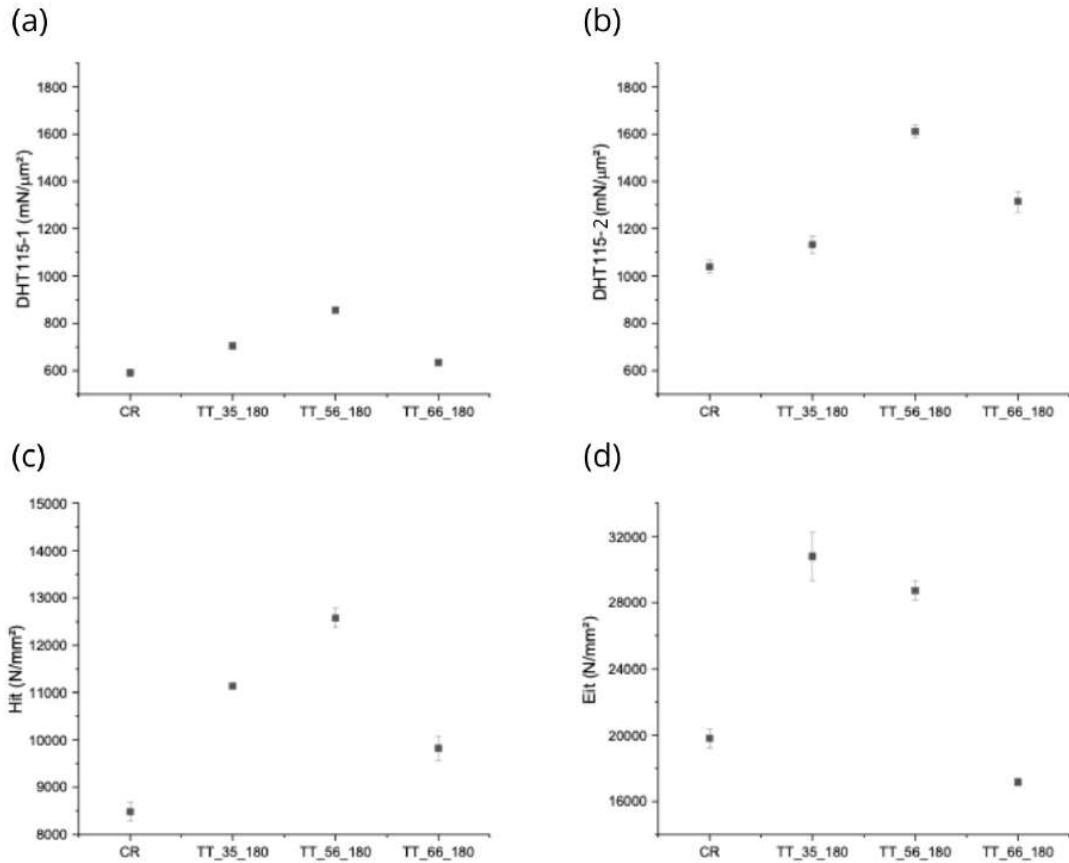 (a)
DHT115-1 (mN/μm²)
1800
1600
1400
1200
1000
800
600
CR TT_35_180 TT_56_180 TT_66_180
(b)
DHT115-2 (mN/μm²)
1800
1600
1400
1200
1000
800
600
CR TT_35_180 TT_56_180 TT_66_180
(c)
Hit (N/mm²)
15000
14000
13000
12000
11000
10000
9000
8000
CR TT_35_180 TT_56_180 TT_66_180
(d)
Eit (N/mm²)
32000
28000
24000
20000
16000
CR TT_35_180 TT_56_180 TT_66_180